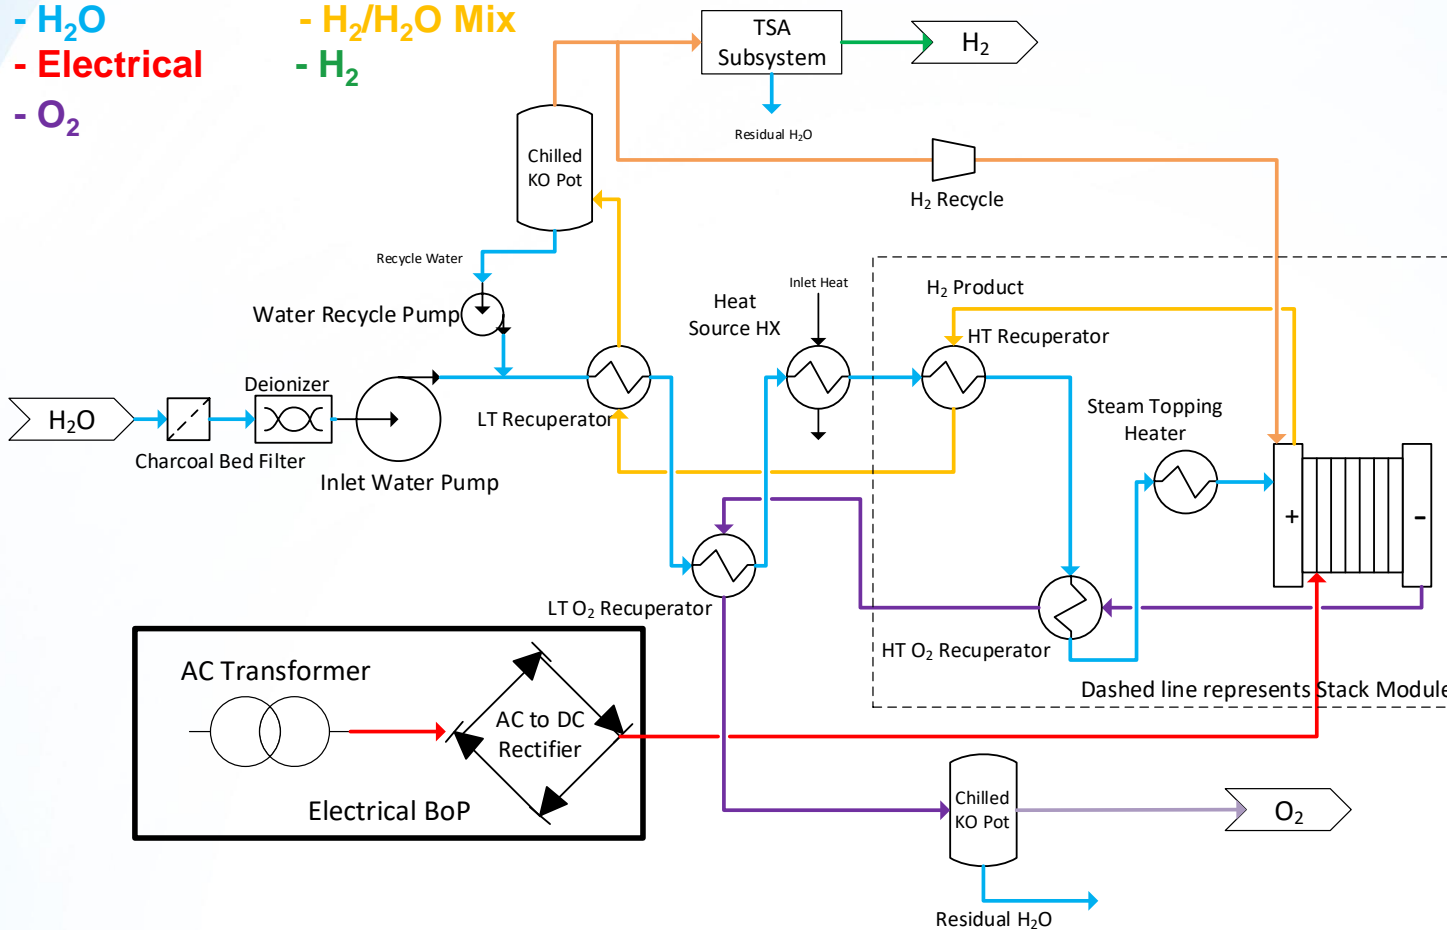 - H₂O
- H₂/H₂O Mix
- Electrical
- H₂
- O₂
TSA
Subsystem
H₂
Residual H₂O
Chilled
KO Pot
H₂ Recycle
Recycle Water
Water Recycle Pump
Heat
Source HX
Inlet Heat
H₂ Product
HT Recuperator
Deionizer
H₂O
LT Recuperator
Steam Topping
Heater
Charcoal Bed Filter
Inlet Water Pump
+
-
LT O₂ Recuperator
HT O₂ Recuperator
Dashed line represents Stack Module
AC Transformer
AC to DC
Rectifier
Electrical BoP
Chilled
KO Pot
O₂
Residual H₂O